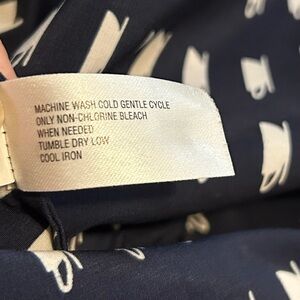 MACHINE WASH COLD GENTLE CYCLE
ONLY NON-CHLORINE BLEACH
WHEN NEEDED
TUMBLE DRY LOW
COOL IRON